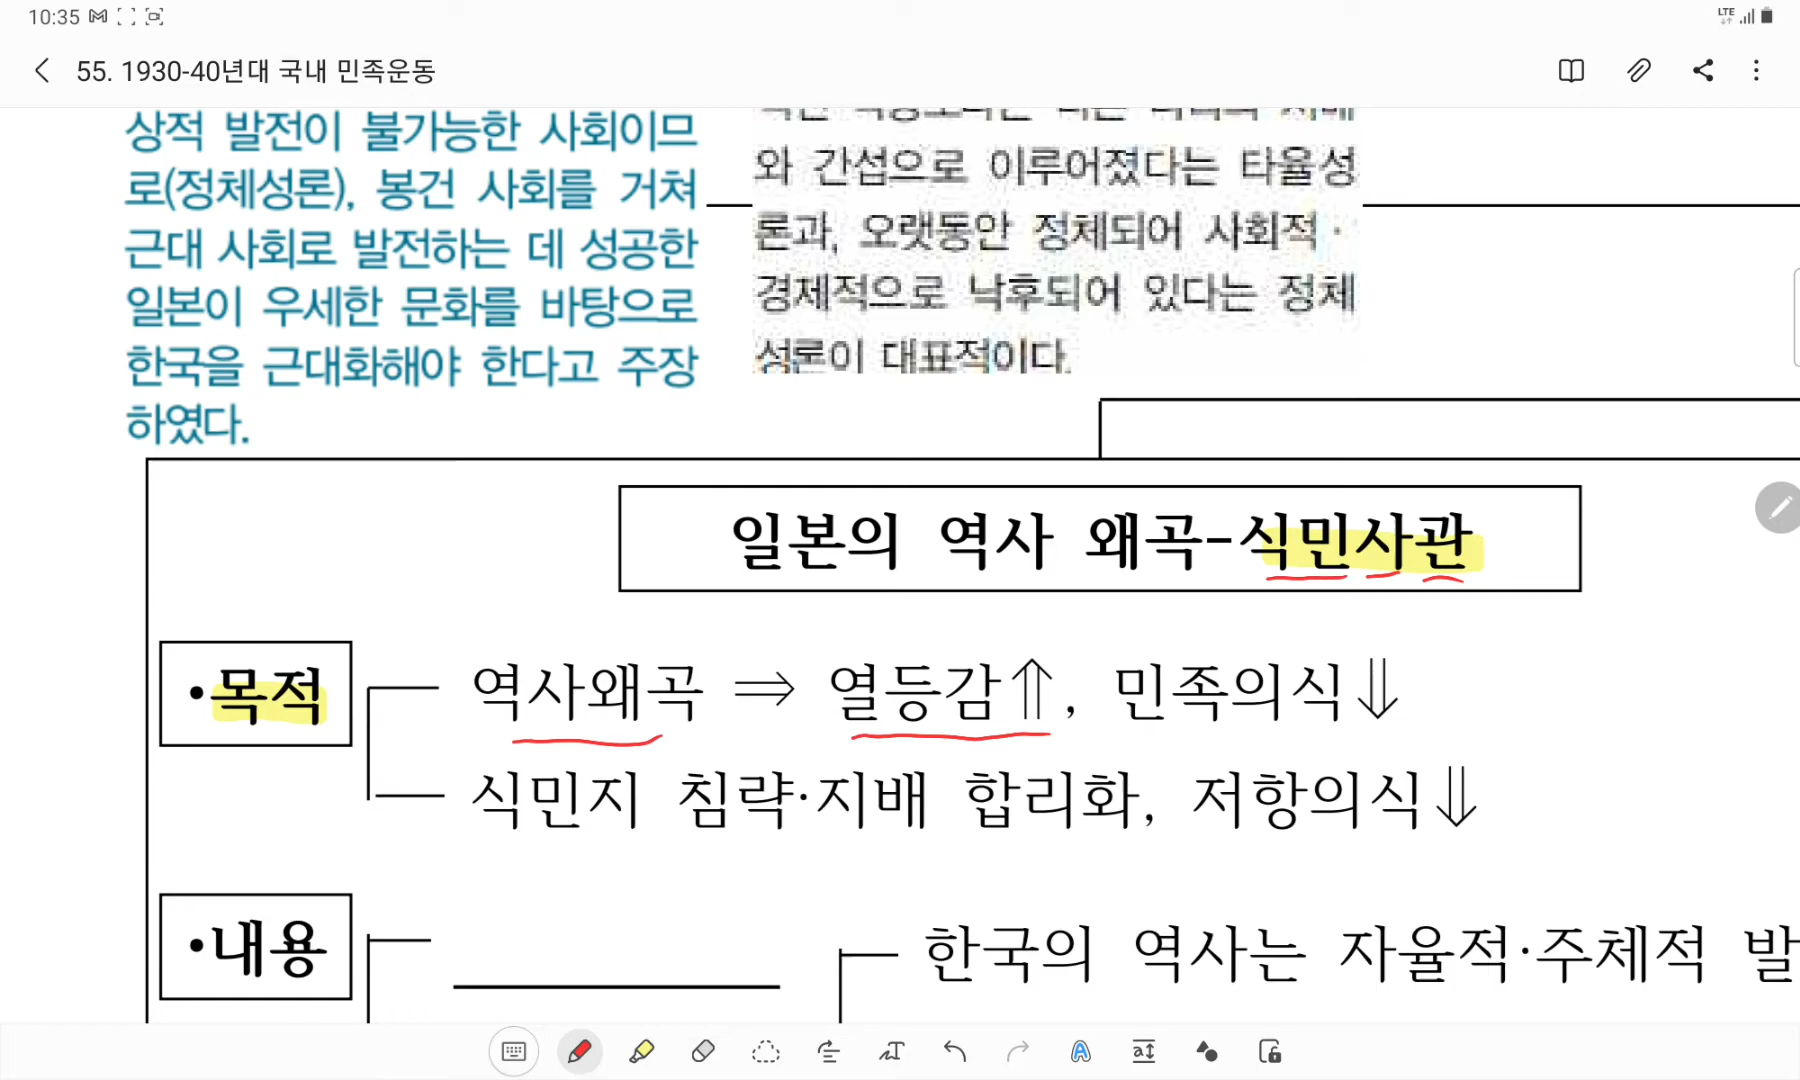 10:35
LTE
55. 1930-40년대 국내 민족운동
상적 발전이 불가능한 사회이므
로(정체성론), 봉건 사회를 거쳐
근대 사회로 발전하는 데 성공한
일본이 우세한 문화를 바탕으로
한국을 근대화해야 한다고 주장
하였다.
와 간섭으로 이루어졌다는 타율성
론과, 오랫동안 정체되어 사회적·
경제적으로 낙후되어 있다는 정체
성론이 대표적이다.
일본의 역사 왜곡-식민사관
•목적
역사왜곡 ⇒ 열등감⇑, 민족의식⇓
식민지 침략·지배 합리화, 저항의식⇓
•내용
한국의 역사는 자율적·주체적 발